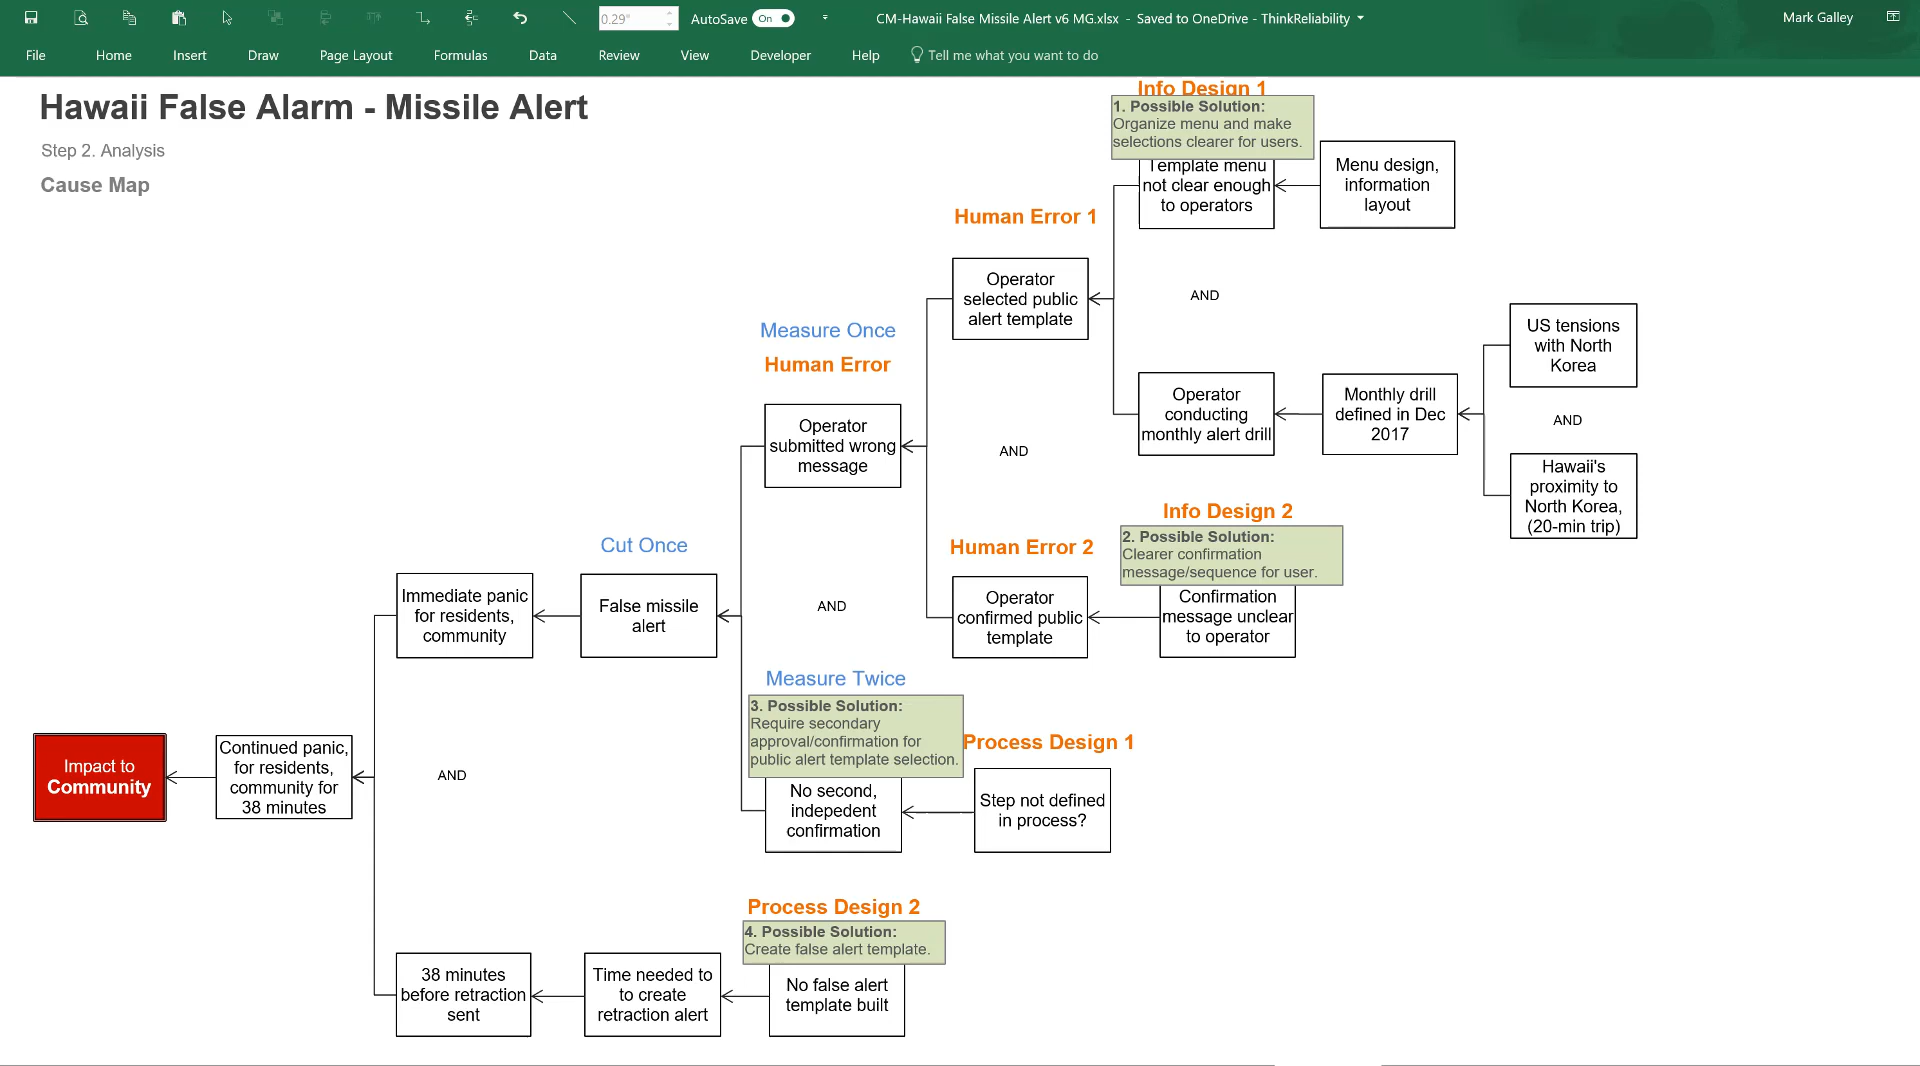 0.29"
AutoSave
On
CM-Hawaii False Missile Alert v6 MG.xlsx - Saved to OneDrive - ThinkReliability
Mark Galley
File
Home
Insert
Draw
Page Layout
Formulas
Data
Review
View
Developer
Help
Tell me what you want to do
Hawaii False Alarm - Missile Alert
Step 2. Analysis
Cause Map
Info Design 1
1. Possible Solution:
Organize menu and make
selections clearer for users.
Template menu
not clear enough
to operators
Menu design,
information
layout
Human Error 1
Operator
selected public
alert template
AND
US tensions
with North
Korea
Measure Once
Human Error
Operator
conducting
monthly alert drill
Monthly drill
defined in Dec
2017
AND
Operator
submitted wrong
message
AND
Hawaii's
proximity to
North Korea,
(20-min trip)
Info Design 2
2. Possible Solution:
Clearer confirmation
message/sequence for user.
Cut Once
Human Error 2
Immediate panic
for residents,
community
False missile
alert
AND
Operator
confirmed public
template
Confirmation
message unclear
to operator
Measure Twice
3. Possible Solution:
Require secondary
approval/confirmation for
public alert template selection.
Process Design 1
Impact to
Community
Continued panic,
for residents,
community for
38 minutes
AND
No second,
indepedent
confirmation
Step not defined
in process?
Process Design 2
4. Possible Solution:
Create false alert template.
38 minutes
before retraction
sent
Time needed to
to create
retraction alert
No false alert
template built